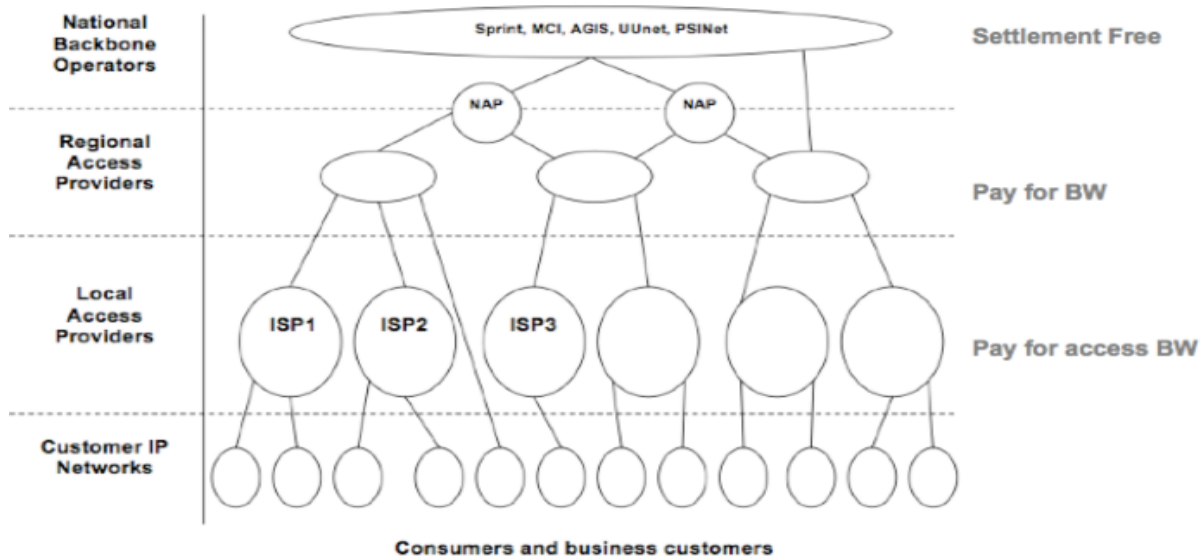 National
Backbone
Operators
Sprint, MCI, AGIS, UUnet, PSINet
Settlement Free
NAP
NAP
Regional
Access
Providers
Pay for BW
Local
Access
Providers
ISP1
ISP2
ISP3
Pay for access BW
Customer IP
Networks
Consumers and business customers